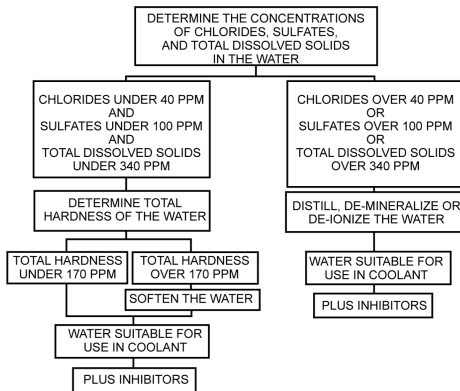 DETERMINE THE CONCENTRATIONS
OF CHLORIDES, SULFATES,
AND TOTAL DISSOLVED SOLIDS
IN THE WATER
CHLORIDES UNDER 40 PPM
AND
SULFATES UNDER 100 PPM
AND
TOTAL DISSOLVED SOLIDS
UNDER 340 PPM
CHLORIDES OVER 40 PPM
OR
SULFATES OVER 100 PPM
OR
TOTAL DISSOLVED SOLIDS
OVER 340 PPM
DETERMINE TOTAL
HARDNESS OF THE WATER
DISTILL, DE-MINERALIZE OR
DE-IONIZE THE WATER
TOTAL HARDNESS
UNDER 170 PPM
TOTAL HARDNESS
OVER 170 PPM
WATER SUITABLE FOR
USE IN COOLANT
SOFTEN THE WATER
PLUS INHIBITORS
WATER SUITABLE FOR
USE IN COOLANT
PLUS INHIBITORS